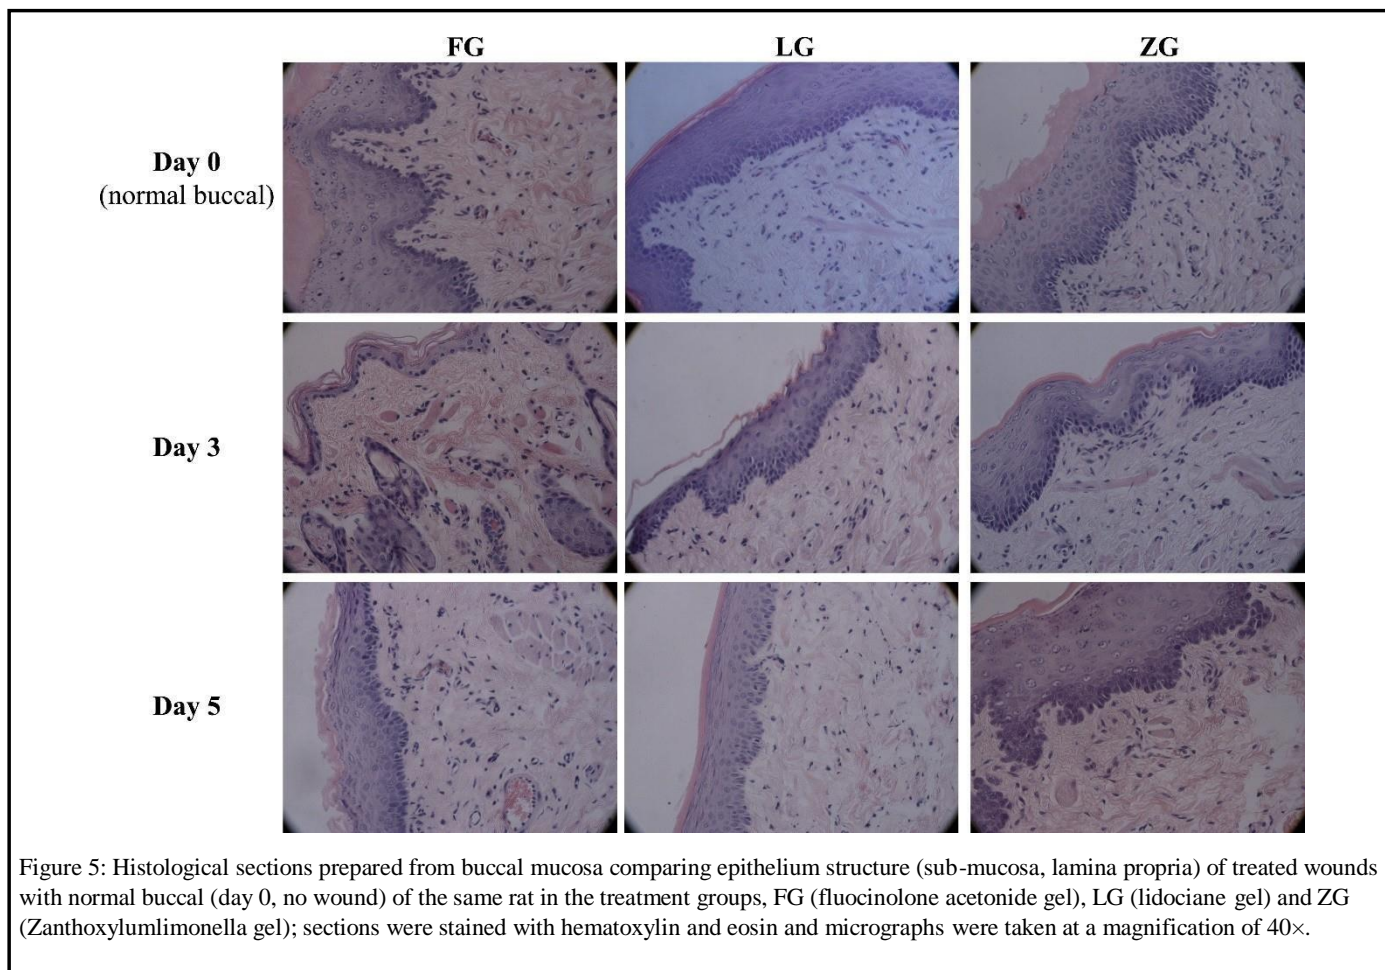 FG LG ZG
Day 0
(normal buccal)
Day 3
Day 5
Figure 5: Histological sections prepared from buccal mucosa comparing epithelium structure (sub-mucosa, lamina propria) of treated wounds
with normal buccal (day 0, no wound) of the same rat in the treatment groups, FG (fluocinolone acetonide gel), LG (lidociane gel) and ZG
(Zanthoxylumlimonella gel); sections were stained with hematoxylin and eosin and micrographs were taken at a magnification of 40×.